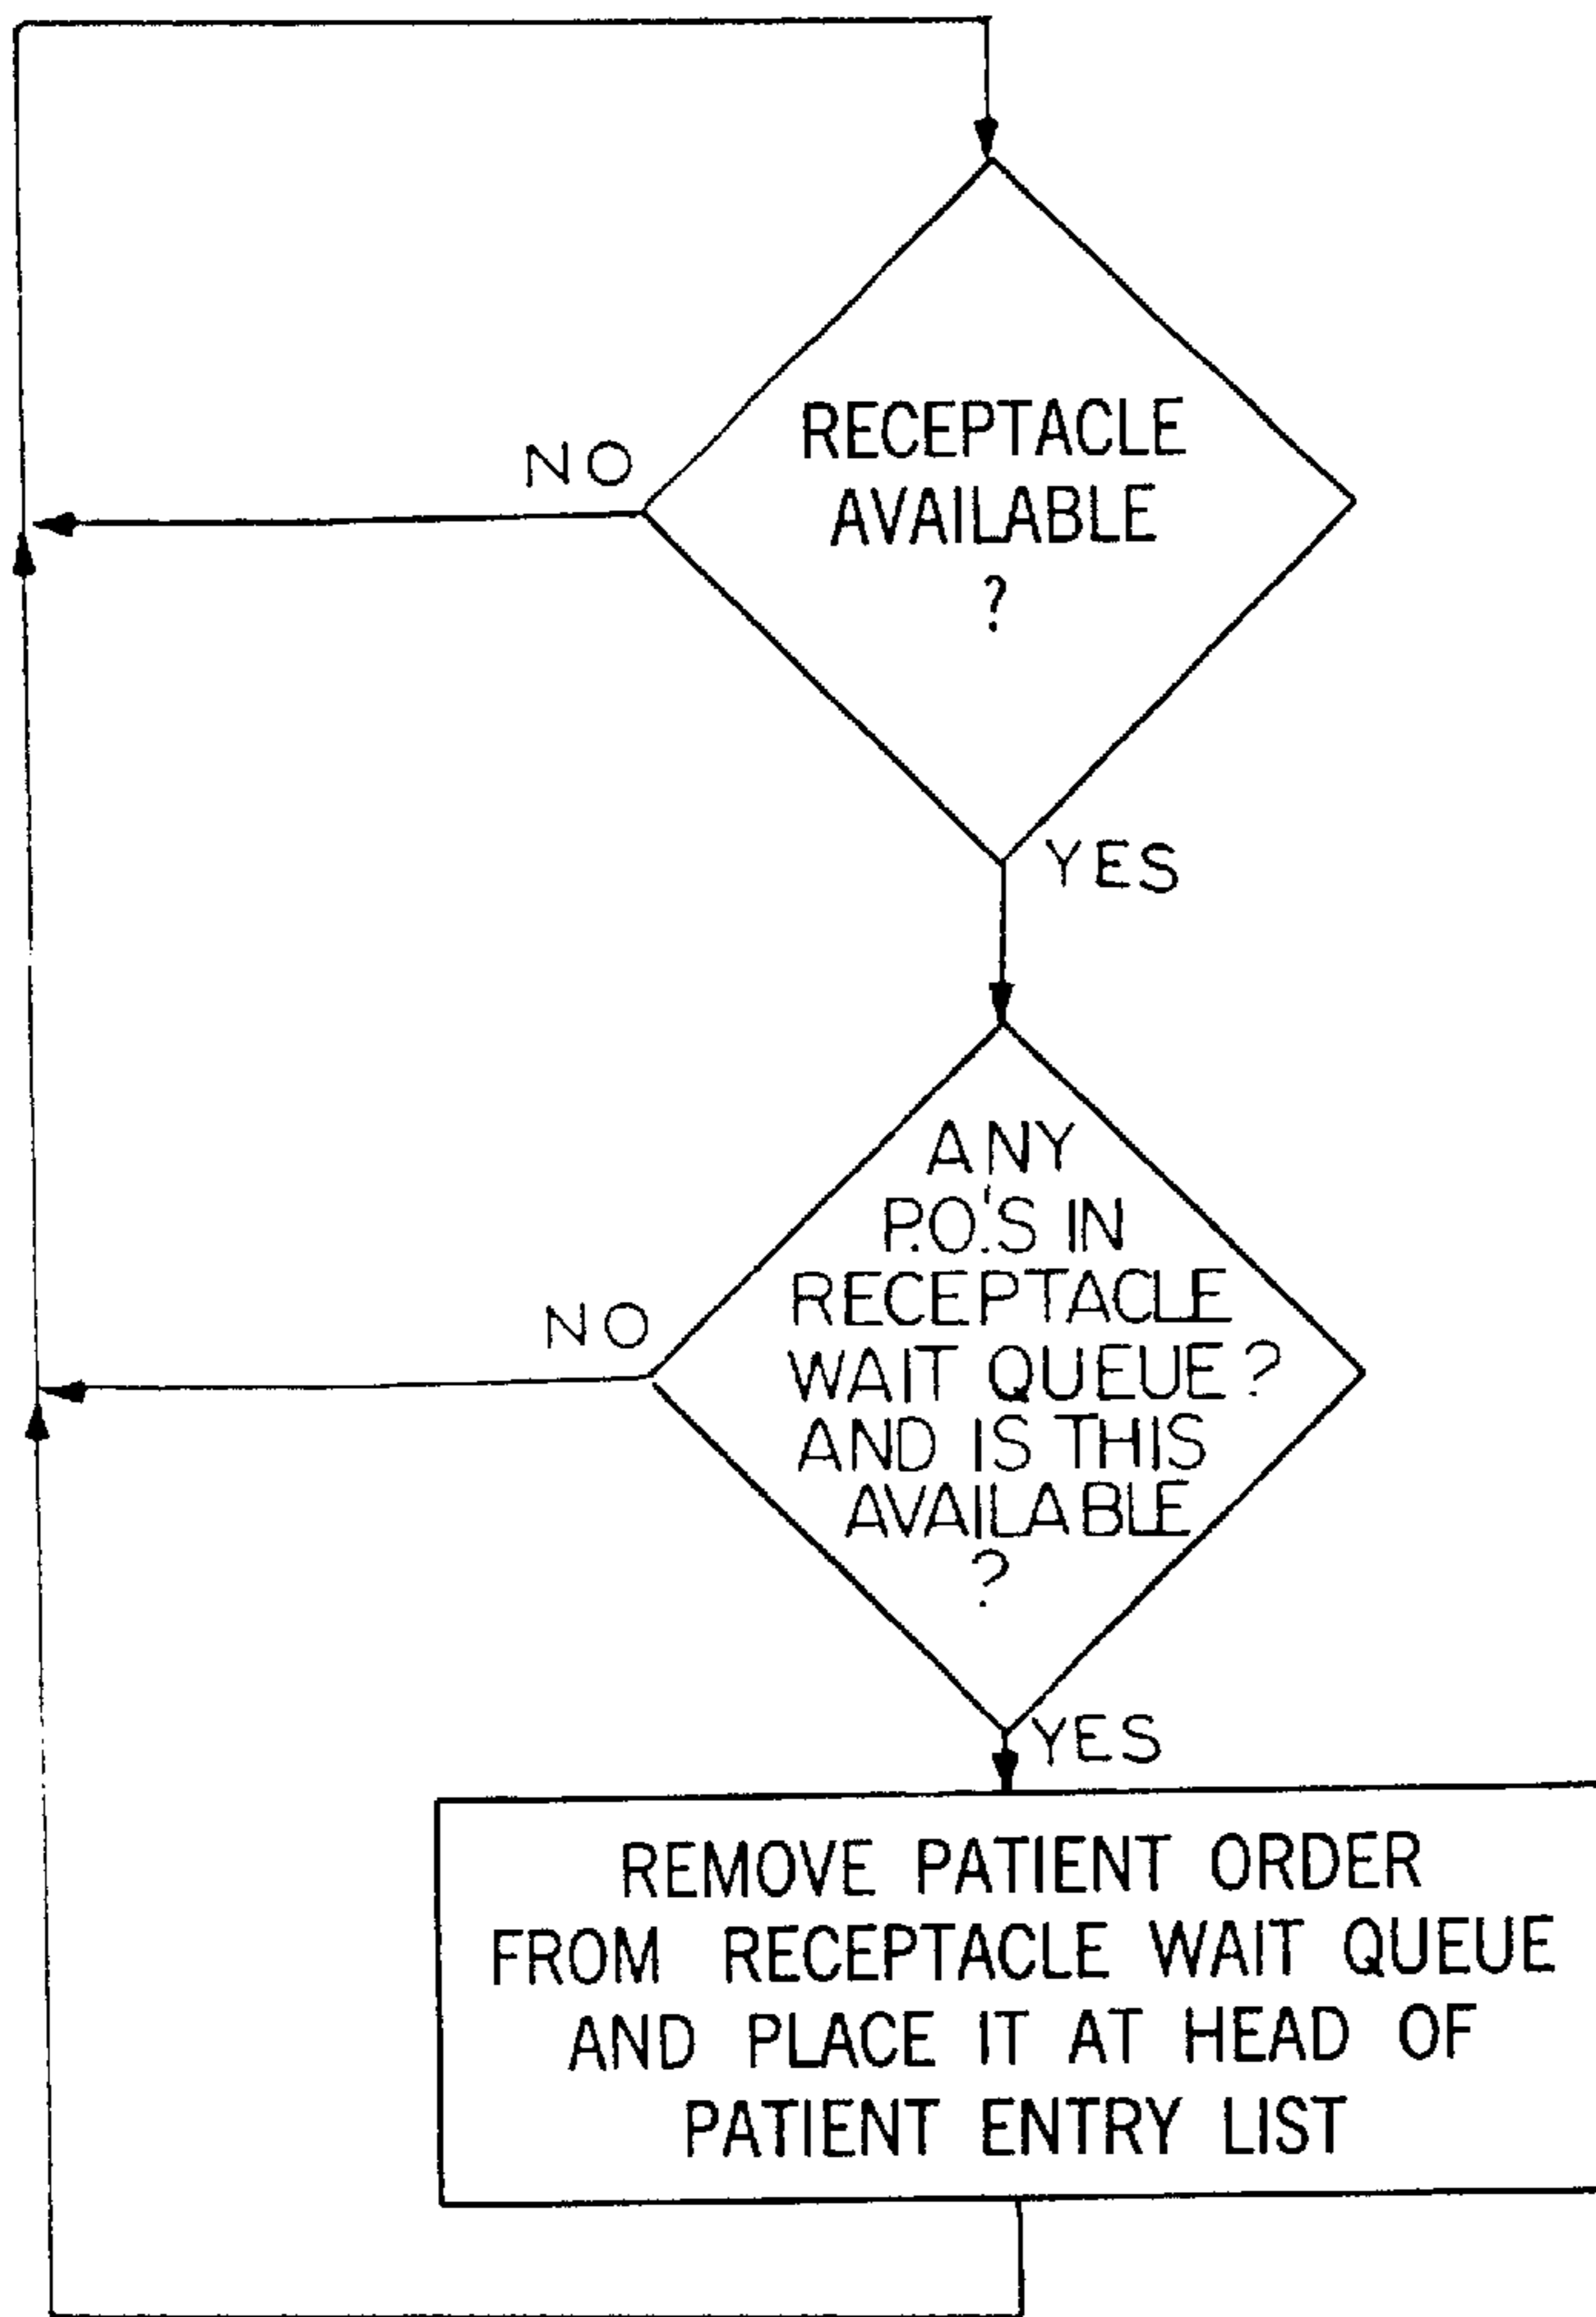 RECEPTACLE
AVAILABLE
?
NO
YES
ANY
P.O.'S IN
RECEPTACLE
WAIT QUEUE?
AND IS THIS
AVAILABLE
?
NO
YES
REMOVE PATIENT ORDER
FROM RECEPTACLE WAIT QUEUE
AND PLACE IT AT HEAD OF
PATIENT ENTRY LIST